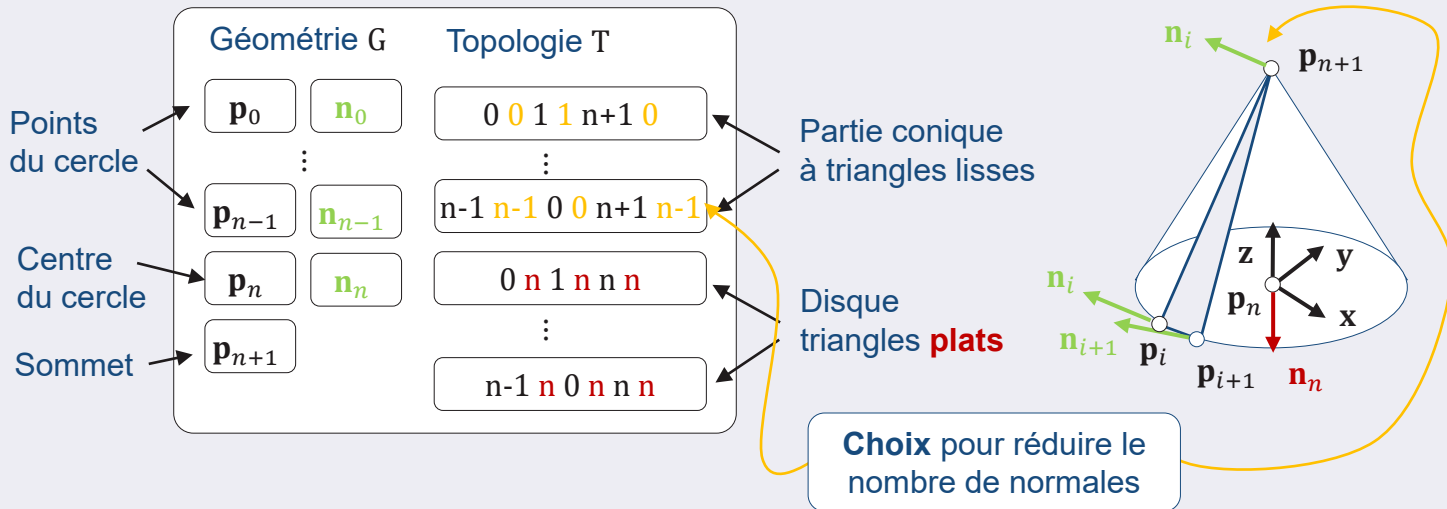 Géométrie G
Topologie T
Points
du cercle
p₀ n₀
⋮
pₙ₋₁ nₙ₋₁
Centre
du cercle
pₙ nₙ
Sommet
pₙ₊₁
0 0 1 1 n+1 0
⋮
n-1 n-1 0 0 n+1 n-1
0 n 1 n n n
⋮
n-1 n 0 n n n
Partie conique
à triangles lisses
Disque
triangles plats
Choix pour réduire le
nombre de normales
nᵢ
pₙ₊₁
z
y
pₙ
x
nᵢ
nᵢ₊₁
pᵢ
pᵢ₊₁
nₙ